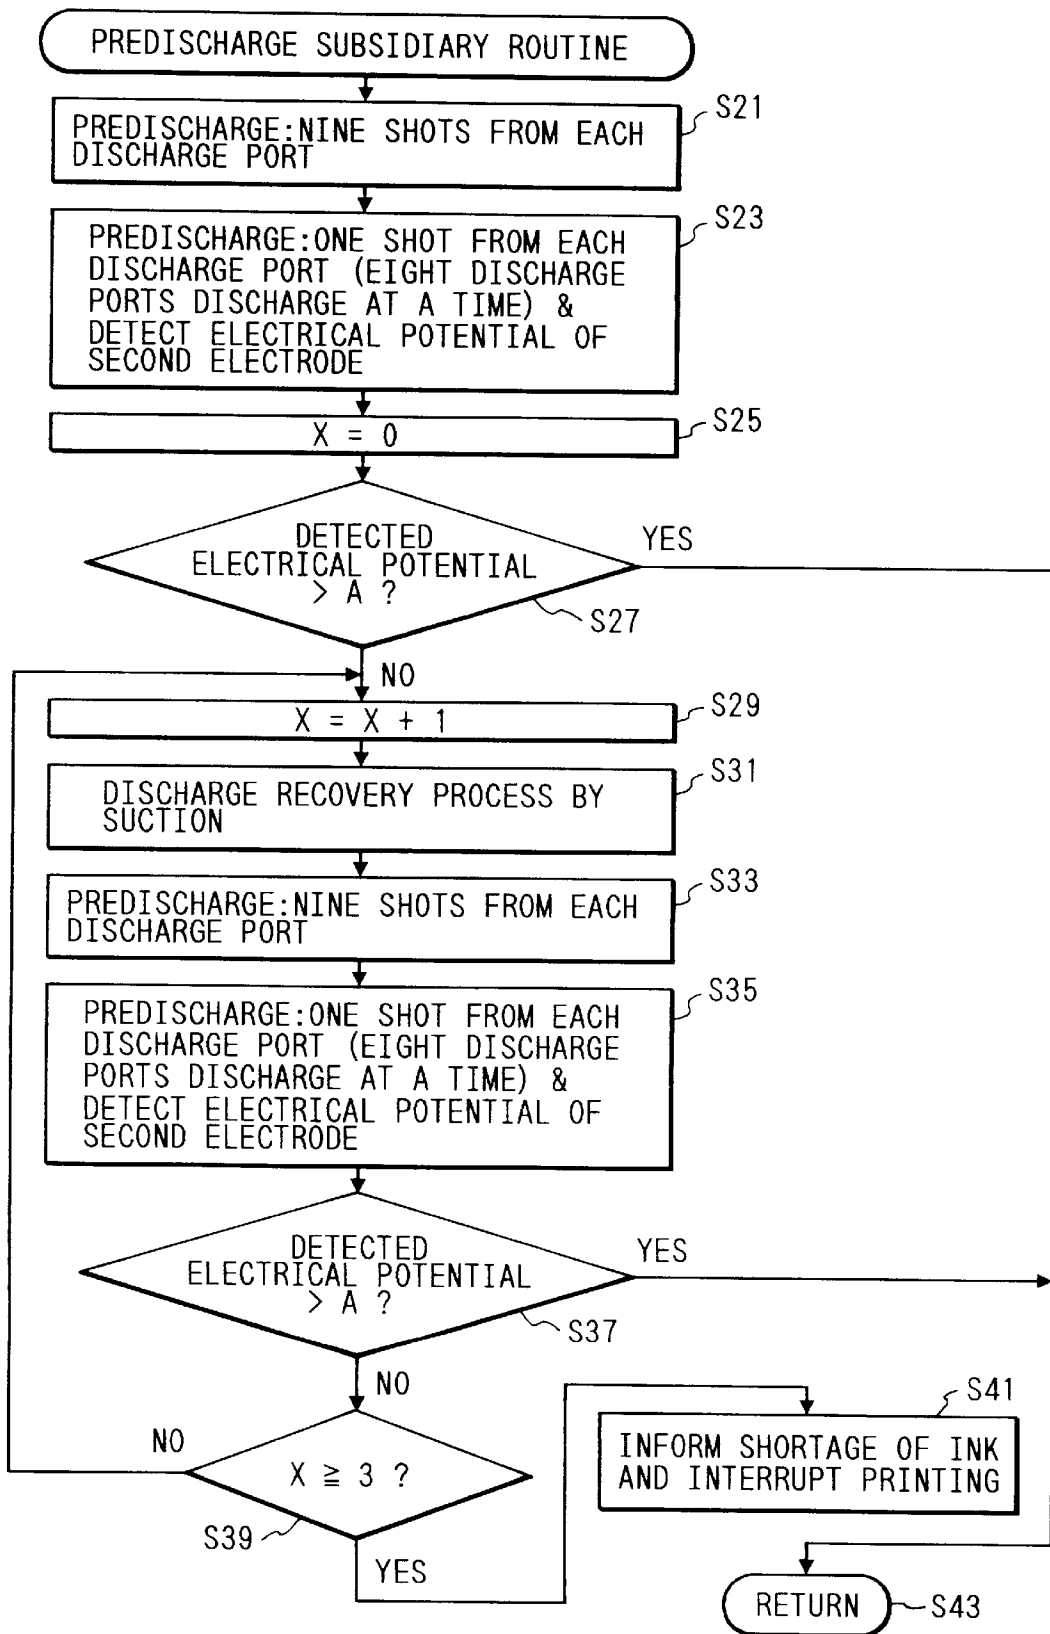 PREDISCHARGE SUBSIDIARY ROUTINE
S21
PREDISCHARGE:NINE SHOTS FROM EACH
DISCHARGE PORT
S23
PREDISCHARGE:ONE SHOT FROM EACH
DISCHARGE PORT (EIGHT DISCHARGE
PORTS DISCHARGE AT A TIME) &
DETECT ELECTRICAL POTENTIAL OF
SECOND ELECTRODE
S25
X = 0
DETECTED
ELECTRICAL POTENTIAL
> A ?
YES
S27
NO
S29
X = X + 1
S31
DISCHARGE RECOVERY PROCESS BY
SUCTION
S33
PREDISCHARGE:NINE SHOTS FROM EACH
DISCHARGE PORT
S35
PREDISCHARGE:ONE SHOT FROM EACH
DISCHARGE PORT (EIGHT DISCHARGE
PORTS DISCHARGE AT A TIME) &
DETECT ELECTRICAL POTENTIAL OF
SECOND ELECTRODE
DETECTED
ELECTRICAL POTENTIAL
> A ?
YES
S37
NO
NO
X ≧ 3 ?
S39
YES
S41
INFORM SHORTAGE OF INK
AND INTERRUPT PRINTING
RETURN
S43